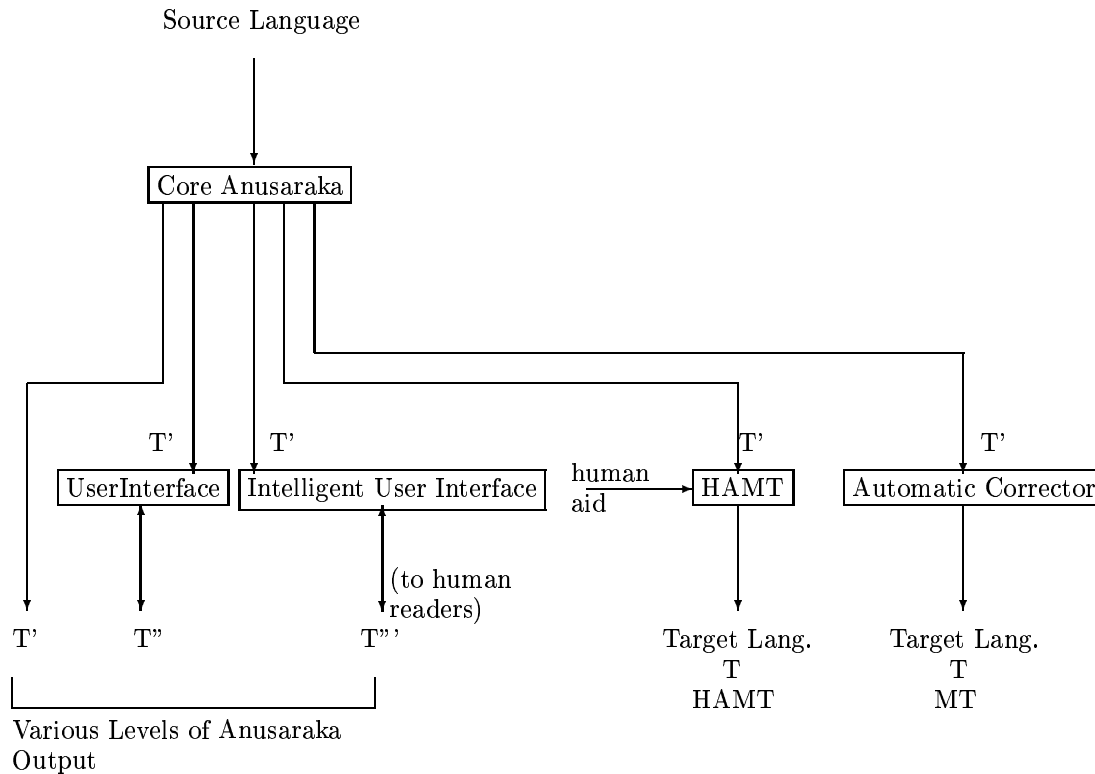 Source Language
Core Anusaraka
T'
T'
T'
T'
UserInterface
Intelligent User Interface
human
aid
HAMT
Automatic Corrector
(to human
readers)
T'
T"
T"'
Target Lang.
T
HAMT
Target Lang.
T
MT
Various Levels of Anusaraka
Output